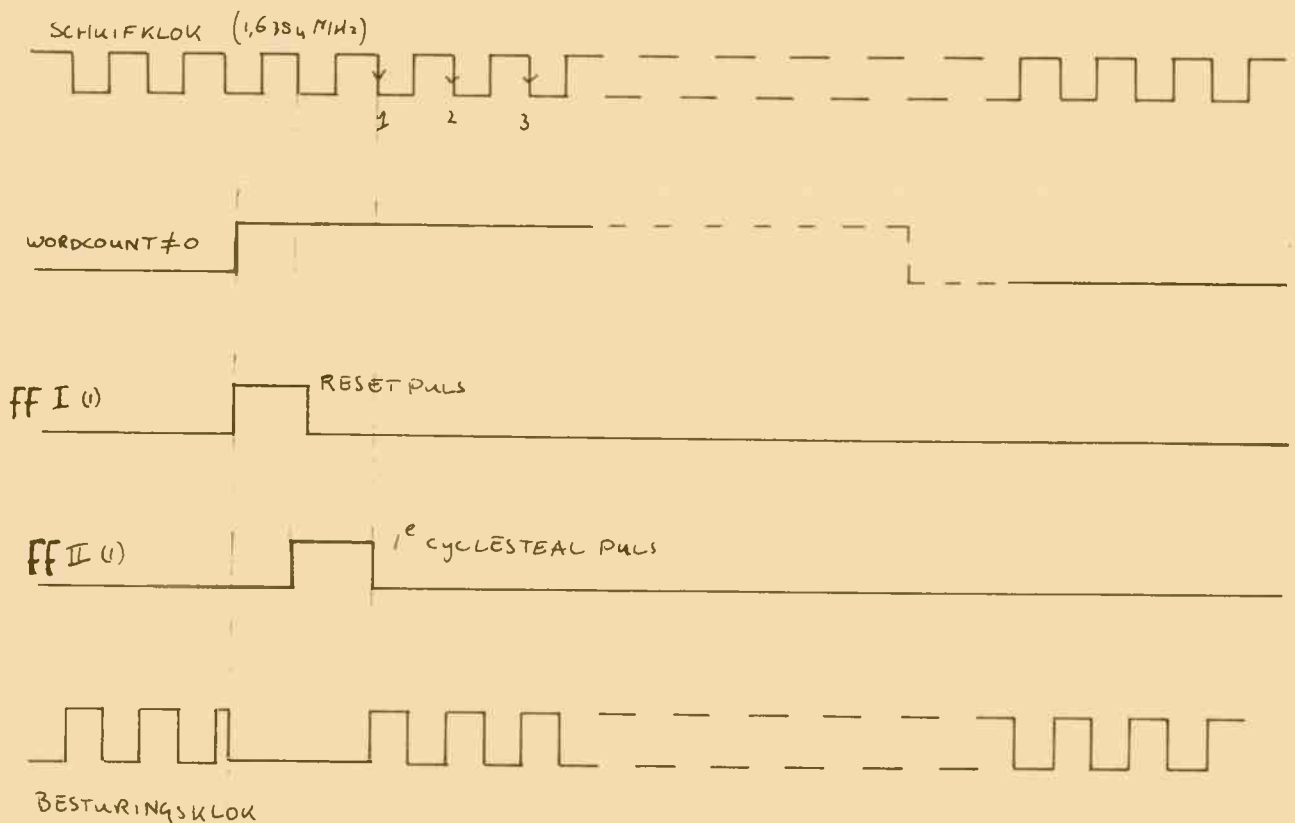 SCHUIFKLOK (1,6384 MHz)
1 2 3
WORDCOUNT≠0
FF I (1)
RESET PULS
FF II (1)
1e CYCLESTEAL PULS
BESTURINGSKLOK